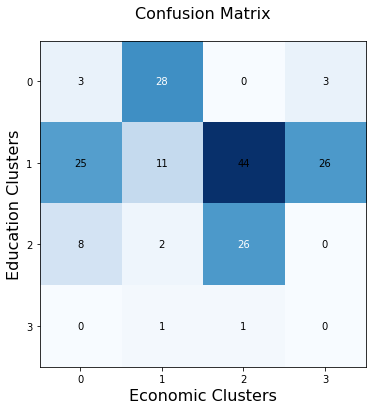 Confusion Matrix
Education Clusters
0 3 28 0 3
1 25 11 44 26
2 8 2 26 0
3 0 1 1 0
0 1 2 3
Economic Clusters